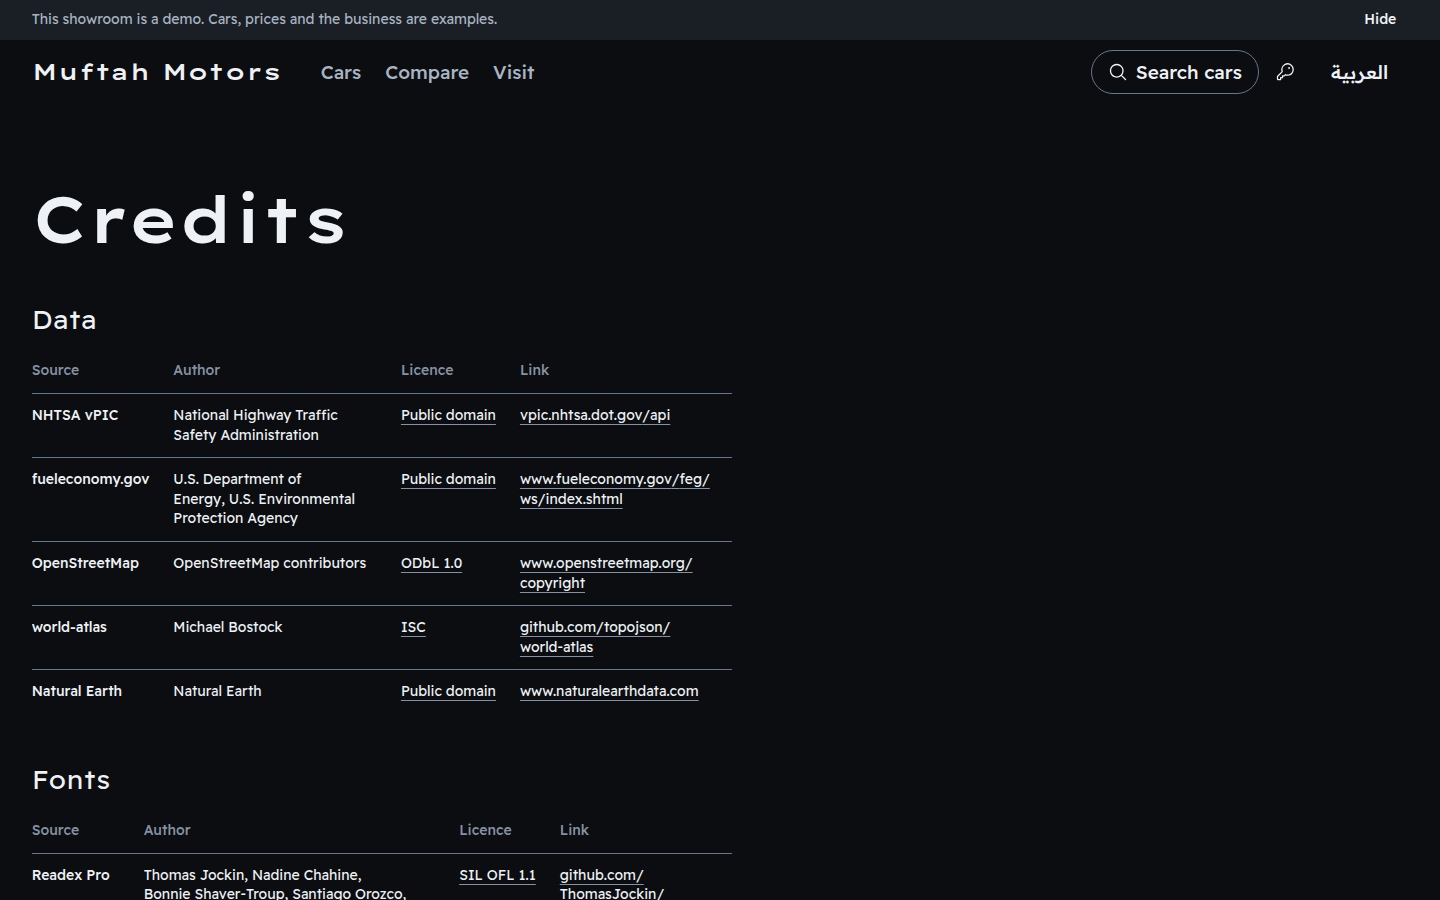 This showroom is a demo. Cars, prices and the business are examples.
Hide
Muftah Motors
Cars
Compare
Visit
Search cars
العربية
Credits
Data
Source
Author
Licence
Link
NHTSA vPIC
National Highway Traffic
Safety Administration
Public domain
vpic.nhtsa.dot.gov/api
fueleconomy.gov
U.S. Department of
Energy, U.S. Environmental
Protection Agency
Public domain
www.fueleconomy.gov/feg/
ws/index.shtml
OpenStreetMap
OpenStreetMap contributors
ODbL 1.0
www.openstreetmap.org/
copyright
world-atlas
Michael Bostock
ISC
github.com/topojson/
world-atlas
Natural Earth
Natural Earth
Public domain
www.naturalearthdata.com
Fonts
Source
Author
Licence
Link
Readex Pro
Thomas Jockin, Nadine Chahine,
Bonnie Shaver-Troup, Santiago Orozco,
SIL OFL 1.1
github.com/
ThomasJockin/